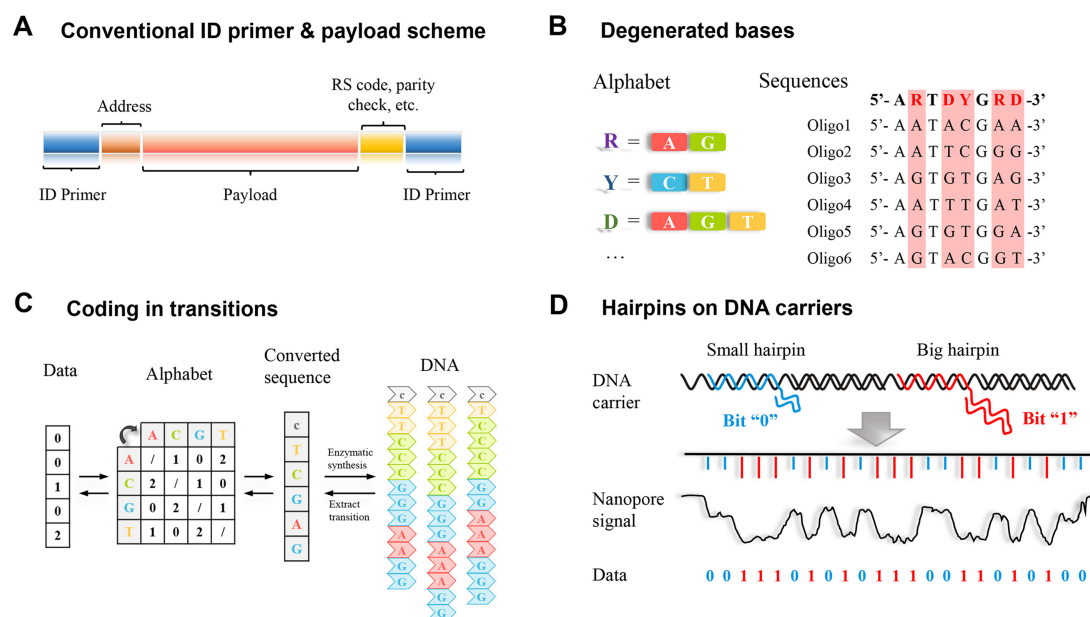 A Conventional ID primer & payload scheme
Address
RS code, parity
check, etc.
ID Primer
Payload
ID Primer
B Degenerated bases
Alphabet
Sequences
R = A G
Y = C T
D = A G T
...
5’- A R T D Y G R D -3’
Oligo1 5’- A A T A C G A A -3’
Oligo2 5’- A A T T C G G G -3’
Oligo3 5’- A G T G T G A G -3’
Oligo4 5’- A A T T T G A T -3’
Oligo5 5’- A G T G T G G A -3’
Oligo6 5’- A G T A C G G T -3’
C Coding in transitions
Data
0
0
1
0
2
Alphabet
A C G T
A / 1 0 2
C 2 / 1 0
G 0 2 / 1
T 1 0 2 /
Converted
sequence
c
T
C
G
A
G
Enzymatic
synthesis
Extract
transition
DNA
c c c
T T T
T T C
C T C
C C C
C C C
G C G
G G G
G G A
A G A
A A A
G A G
G A G
G G
G
D Hairpins on DNA carriers
Small hairpin
Big hairpin
DNA
carrier
Bit “0”
Bit “1”
Nanopore
signal
Data
0 0 1 1 1 0 1 0 1 0 1 1 1 0 0 1 1 0 1 0 1 0 0